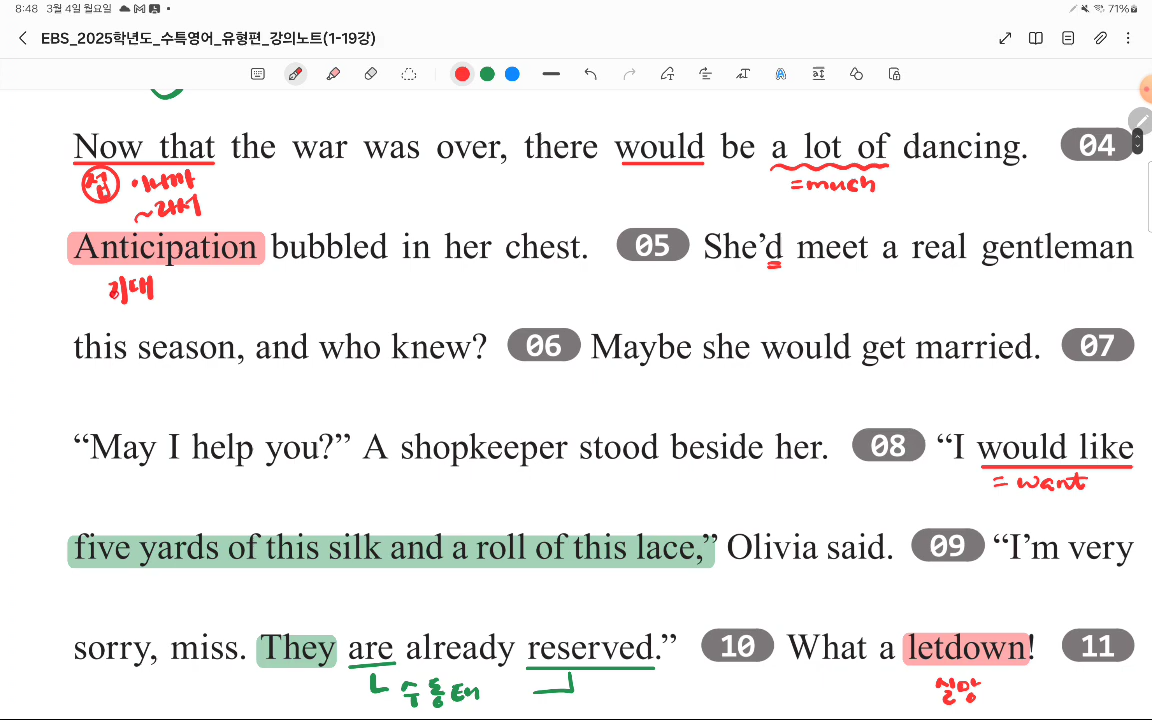 8:48 3월 4일 월요일 71%
EBS_2025학년도_수특영어_유형편_강의노트(1-19강)
Now that the war was over, there would be a lot of dancing. 04
접 ~ 라서 = much
Anticipation bubbled in her chest. 05 She’d meet a real gentleman
기대
this season, and who knew? 06 Maybe she would get married. 07
“May I help you?” A shopkeeper stood beside her. 08 “I would like
= want
five yards of this silk and a roll of this lace,” Olivia said. 09 “I’m very
sorry, miss. They are already reserved.” 10 What a letdown! 11
수동태 실망